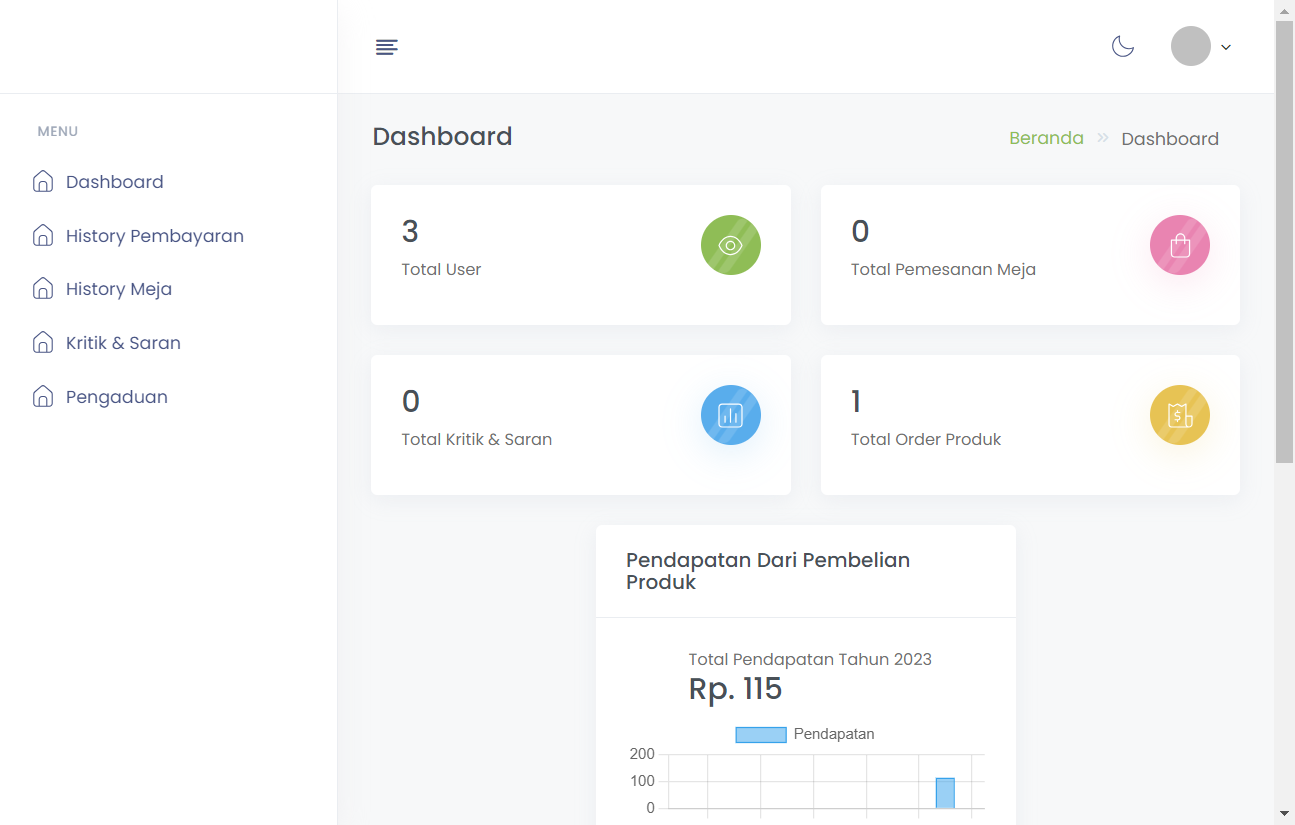 MENU
Dashboard
History Pembayaran
History Meja
Kritik & Saran
Pengaduan
Dashboard
Beranda » Dashboard
3
Total User
0
Total Pemesanan Meja
0
Total Kritik & Saran
1
Total Order Produk
Pendapatan Dari Pembelian
Produk
Total Pendapatan Tahun 2023
Rp. 115
Pendapatan
200
100
0